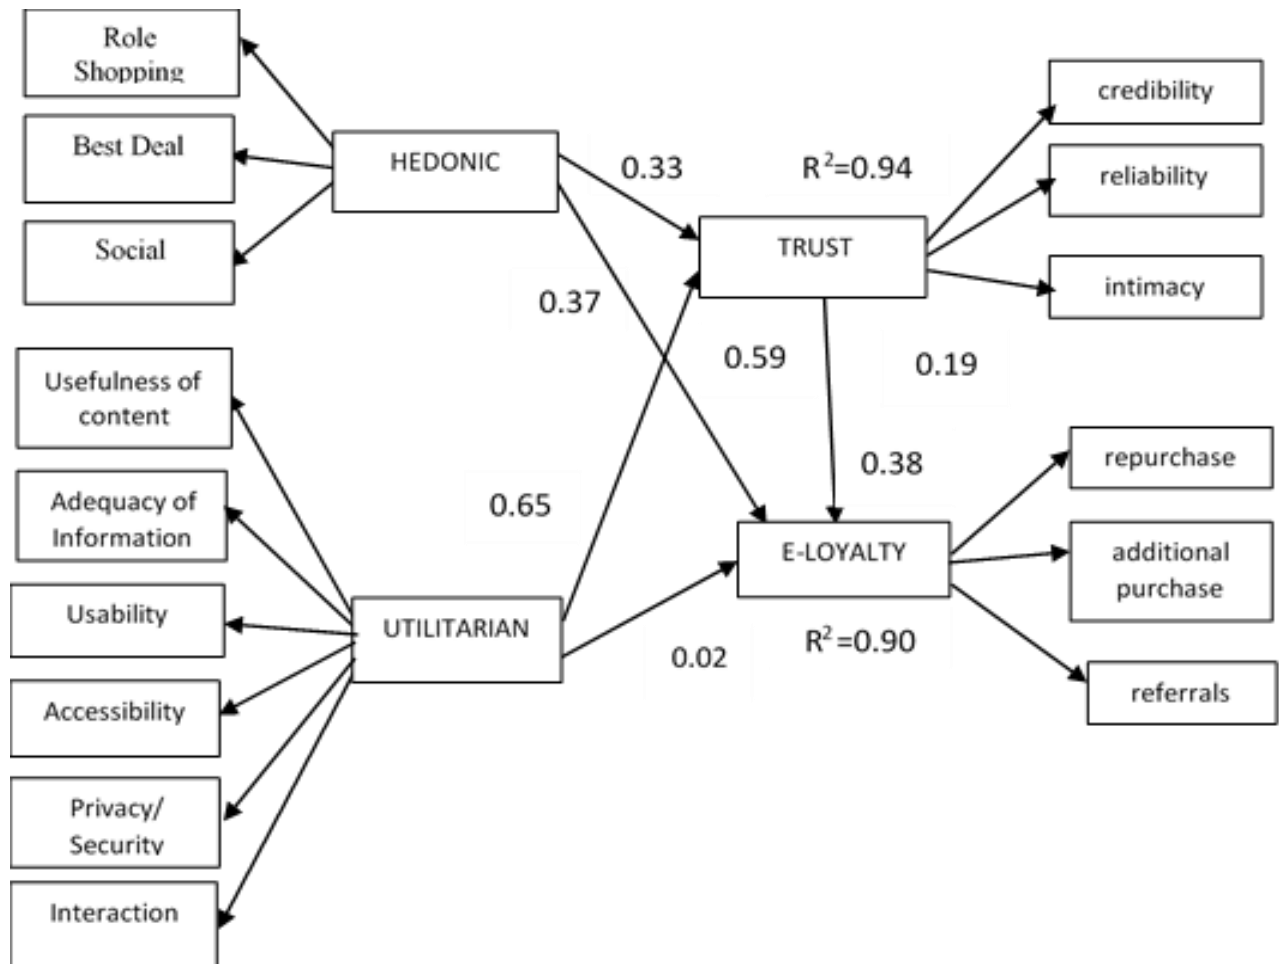 Role
Shopping
Best Deal
Social
HEDONIC
0.33
R²=0.94
TRUST
credibility
reliability
intimacy
0.37
0.59
0.19
Usefulness of
content
Adequacy of
Information
Usability
Accessibility
Privacy/
Security
Interaction
0.65
UTILITARIAN
0.38
E-LOYALTY
0.02
R²=0.90
repurchase
additional
purchase
referrals